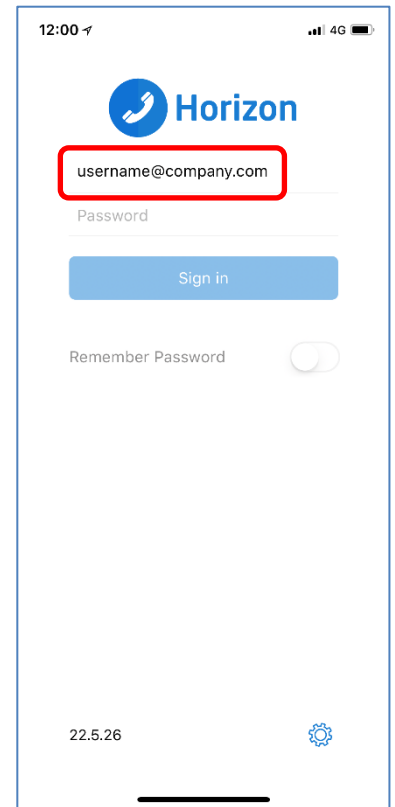 12:00 4G
Horizon
username@company.com
Password
Sign in
Remember Password
22.5.26